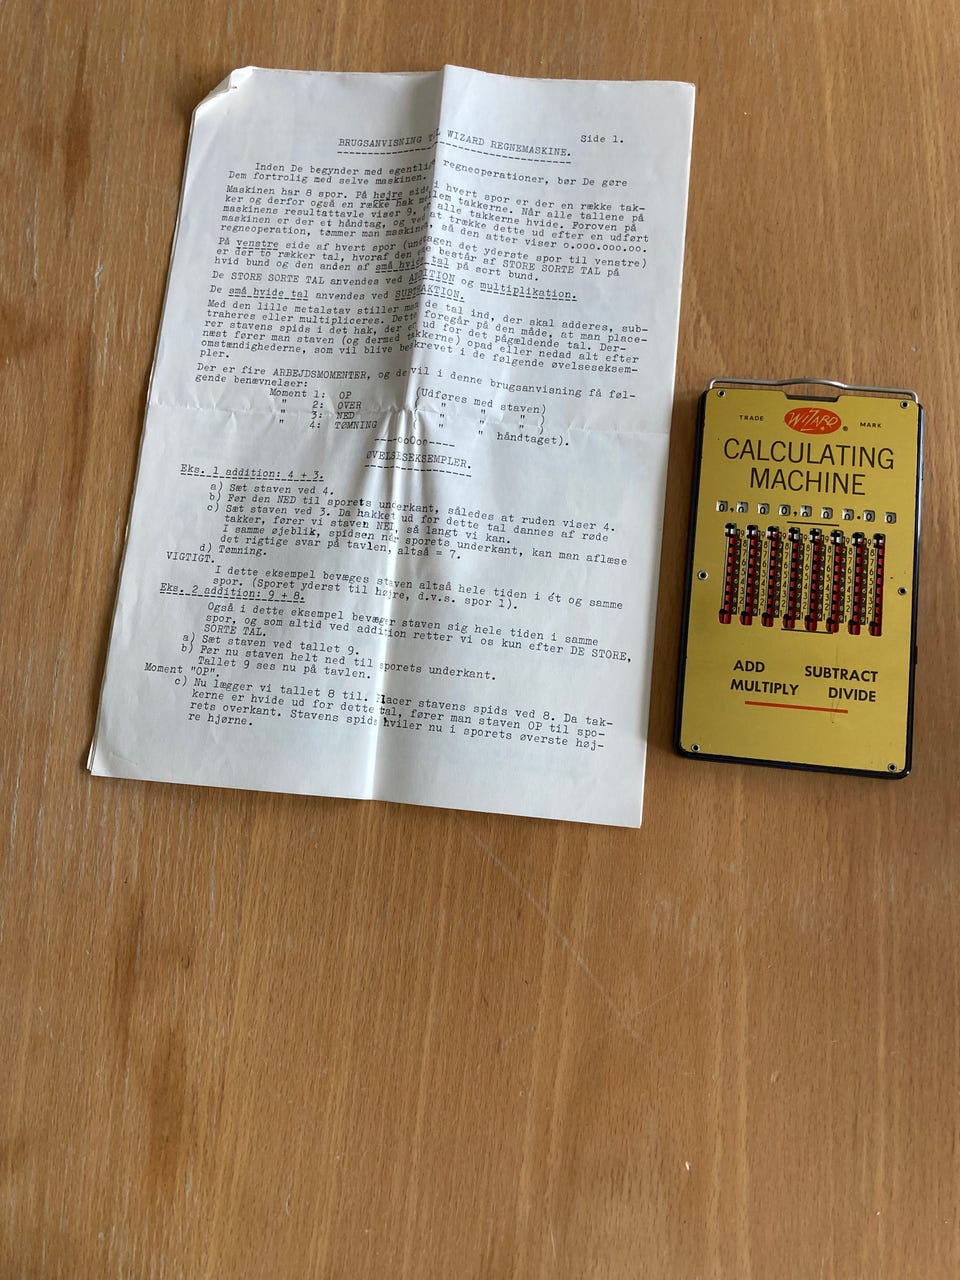 Side 1.
BRUGSANVISNING TIL WIZARD REGNEMASKINE.
Inden De begynder med egentlige regneoperationer, bør De gøre
Dem fortrolig med selve maskinen.
Maskinen har 8 spor. På højre side i hvert spor er der en række tak-
ker og derfor også en række hak mellem takkerne. Når alle tallene på
maskinens resultattavle viser 9, er alle takkerne hvide. Foroven på
maskinen er der et håndtag, og ved at trække dette ud efter en udført
regneoperation, tømmer man maskinen, så den atter viser o.ooo.ooo.oo.
På venstre side af hvert spor (undtagen det yderste spor til venstre)
er der to rækker tal, hvoraf den ene består af STORE SORTE TAL på
hvid bund og den anden af små hvide tal på sort bund.
De STORE SORTE TAL anvendes ved ADDITION og multiplikation.
De små hvide tal anvendes ved SUBTRAKTION.
Med den lille metalstav stiller man de tal ind, der skal adderes, sub-
traheres eller multipliceres. Dette foregår på den måde, at man place-
rer stavens spids i det hak, der er ud for det pågældende tal. Der-
næst fører man staven (og dermed takkerne) opad eller nedad alt efter
omstændighederne, som vil blive beskrevet i de følgende øvelseseksem-
pler.
Der er fire ARBEJDSMOMENTER, og de vil i denne brugsanvisning få føl-
gende benævnelser:
Moment 1: OP (Udføres med staven)
" 2: OVER ( " " " )
" 3: NED ( " " " )
" 4: TØMNING ( " " håndtaget).
----ooOoo----
ØVELSESEKSEMPLER.
Eks. 1 addition: 4 + 3.
a) Sæt staven ved 4.
b) Før den NED til sporets underkant, således at ruden viser 4.
c) Sæt staven ved 3. Da hakket ud for dette tal dannes af røde
takker, fører vi staven NED, så langt vi kan.
I samme øjeblik, spidsen når sporets underkant, kan man aflæse
det rigtige svar på tavlen, altså = 7.
d) Tømning.
VIGTIGT.
I dette eksempel bevæges staven altså hele tiden i ét og samme
spor. (Sporet yderst til højre, d.v.s. spor 1).
Eks. 2 addition: 9 + 8.
Også i dette eksempel bevæger staven sig hele tiden i samme
spor, og som altid ved addition retter vi os kun efter DE STORE,
SORTE TAL.
a) Sæt staven ved tallet 9.
b) Før nu staven helt ned til sporets underkant.
Tallet 9 ses nu på tavlen.
Moment "OP".
c) Nu lægger vi tallet 8 til. Placer stavens spids ved 8. Da tak-
kerne er hvide ud for dette tal, fører man staven OP til spo-
rets overkant. Stavens spids hviler nu i sporets øverste høj-
re hjørne.
TRADE WIZARD ® MARK
CALCULATING
MACHINE
ADD SUBTRACT
MULTIPLY DIVIDE